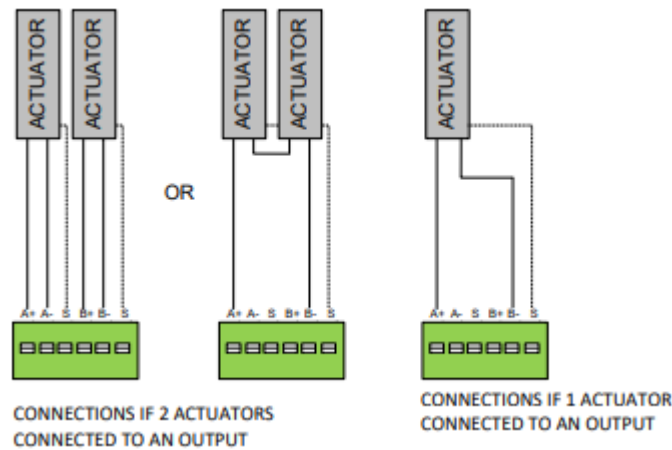 ACTUATOR
ACTUATOR
ACTUATOR
ACTUATOR
ACTUATOR
OR
A+ A- S B+ B- S
A+ A- S B+ B- S
A+ A- S B+ B- S
CONNECTIONS IF 2 ACTUATORS
CONNECTED TO AN OUTPUT
CONNECTIONS IF 1 ACTUATOR
CONNECTED TO AN OUTPUT